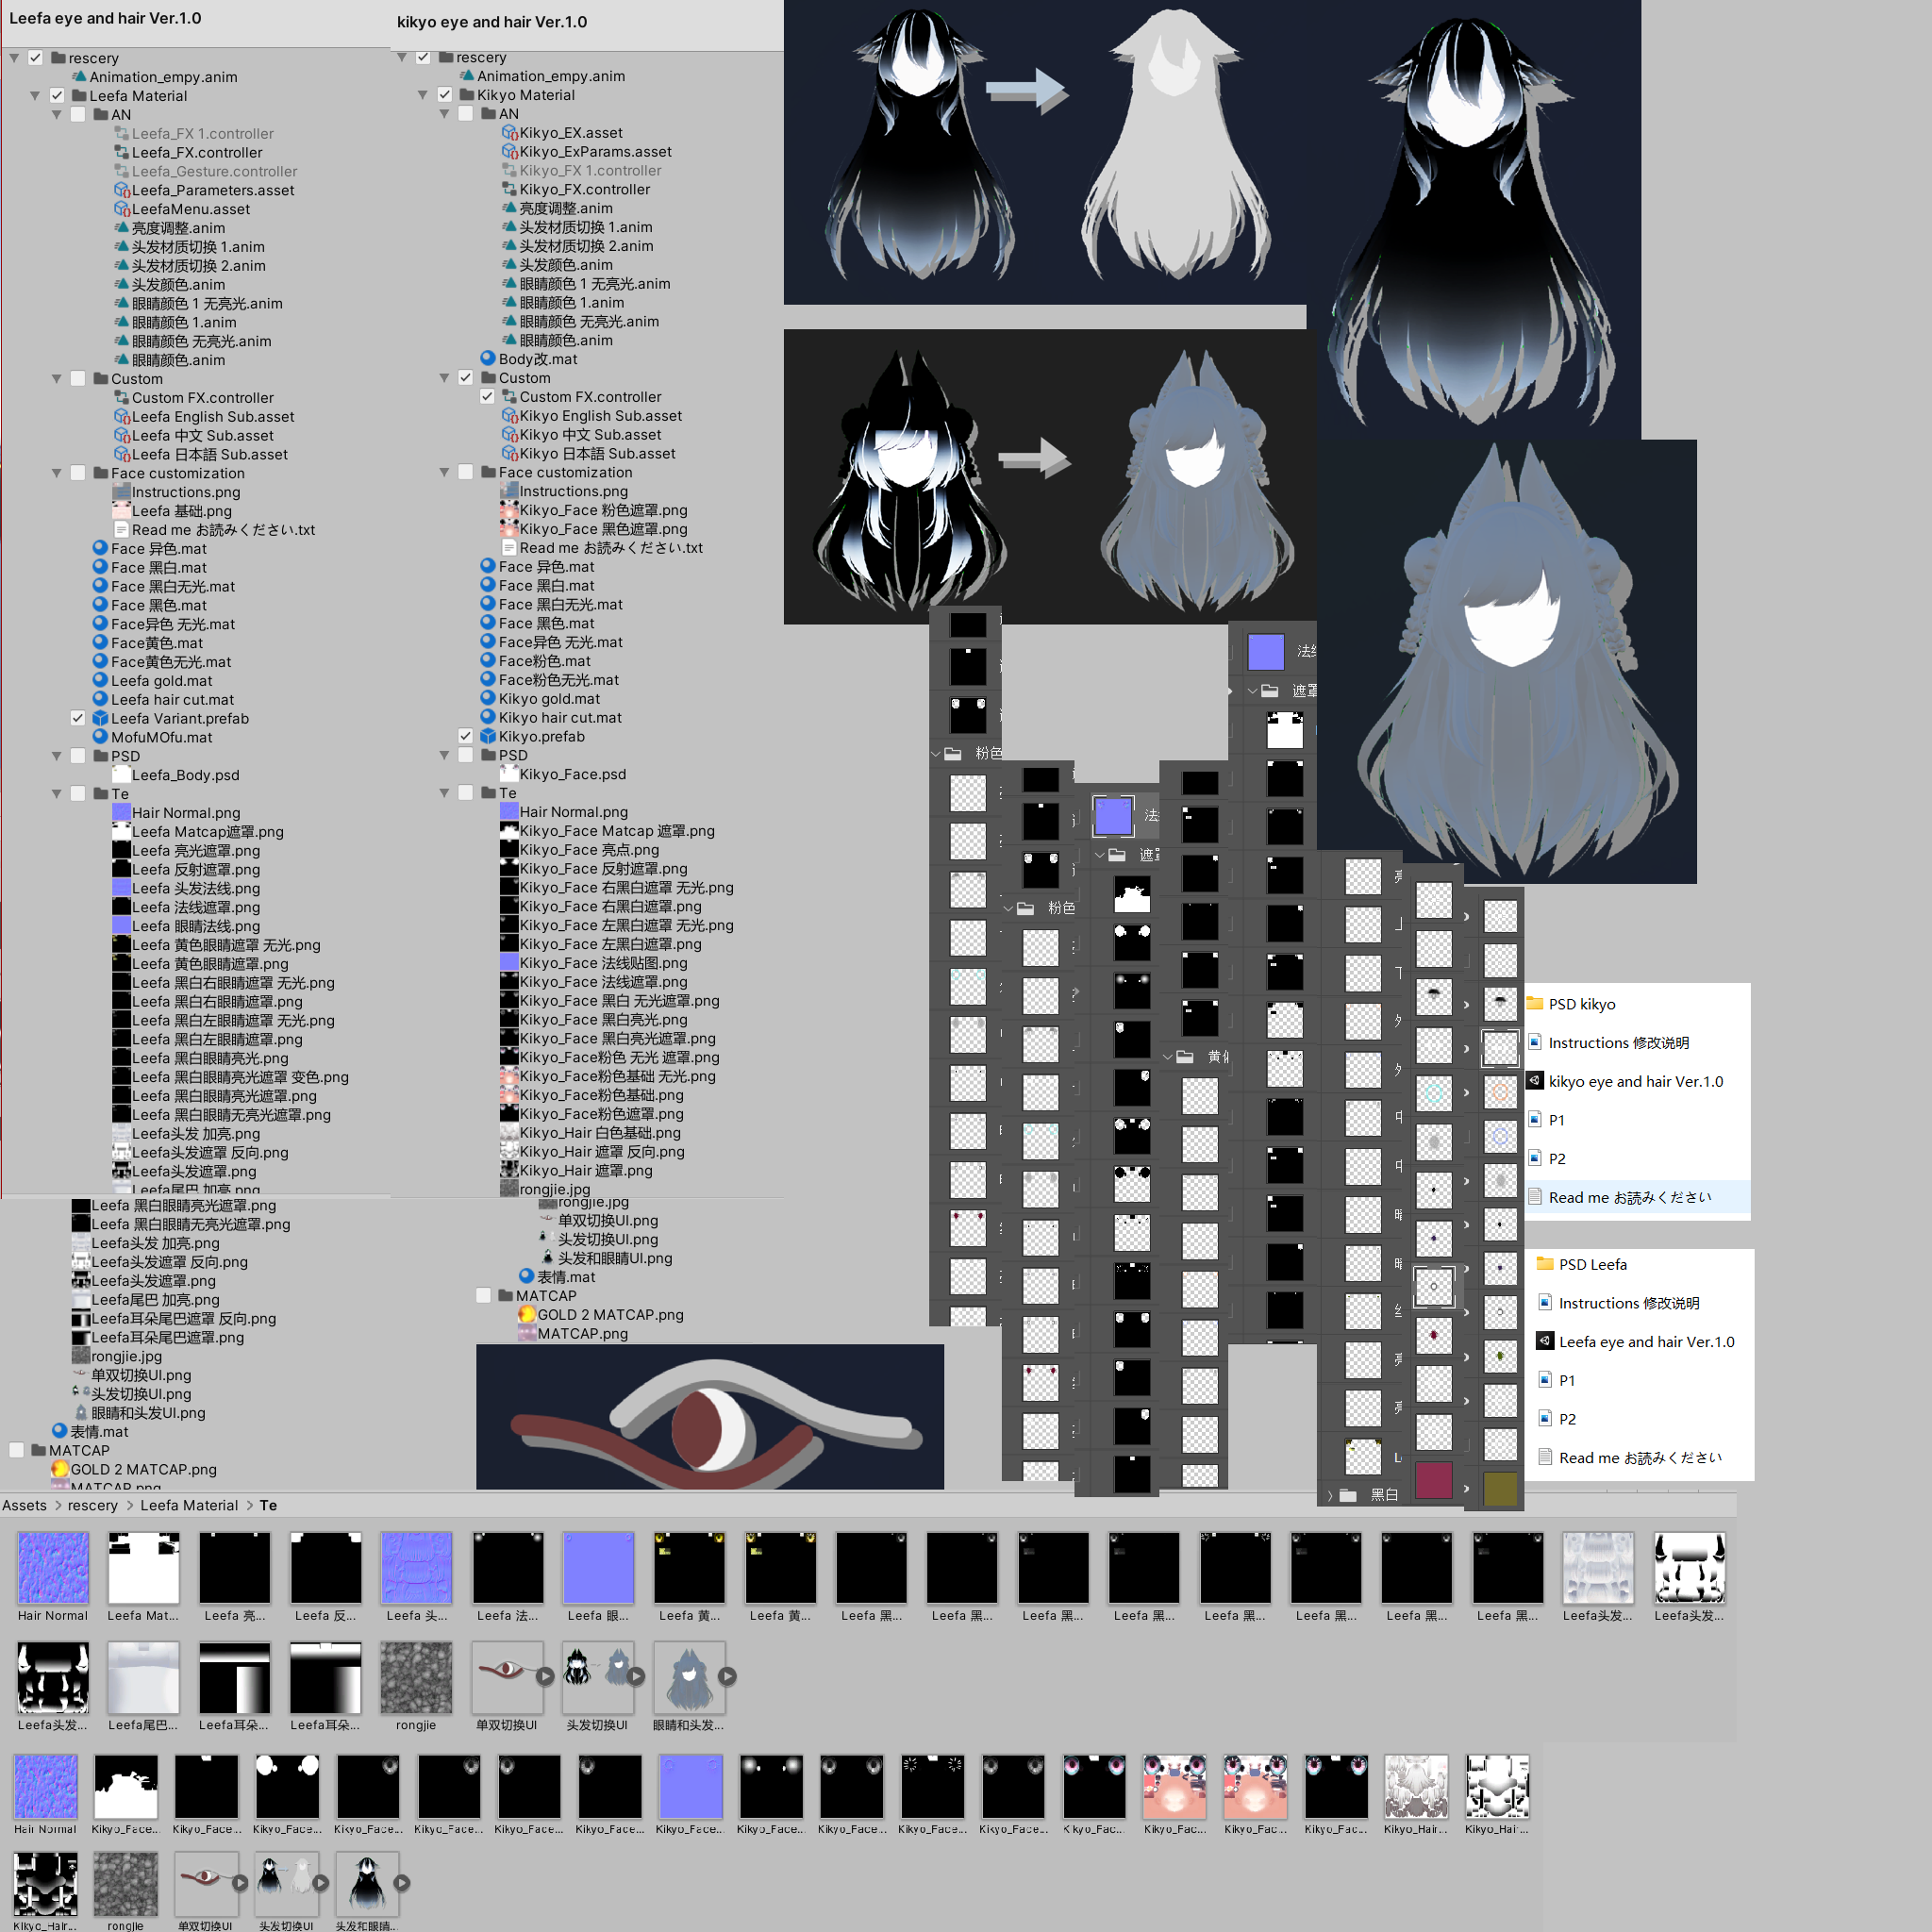 Leefa eye and hair Ver.1.0
rescery
Animation_empy.anim
Leefa Material
AN
Leefa_FX 1.controller
Leefa_FX.controller
Leefa_Gesture.controller
Leefa_Parameters.asset
LeefaMenu.asset
亮度调整.anim
头发材质切换 1.anim
头发材质切换 2.anim
头发颜色.anim
眼睛颜色 1 无亮光.anim
眼睛颜色 1.anim
眼睛颜色 无亮光.anim
眼睛颜色.anim
Custom
Custom FX.controller
Leefa English Sub.asset
Leefa 中文 Sub.asset
Leefa 日本語 Sub.asset
Face customization
Instructions.png
Leefa 基础.png
Read me お読みください.txt
Face 异色.mat
Face 黑白.mat
Face 黑白无光.mat
Face 黑色.mat
Face异色 无光.mat
Face黄色.mat
Face黄色无光.mat
Leefa gold.mat
Leefa hair cut.mat
Leefa Variant.prefab
MofuMOfu.mat
PSD
Leefa_Body.psd
Te
Hair Normal.png
Leefa Matcap遮罩.png
Leefa 亮光遮罩.png
Leefa 反射遮罩.png
Leefa 头发法线.png
Leefa 法线遮罩.png
Leefa 眼睛法线.png
Leefa 黄色眼睛遮罩 无光.png
Leefa 黄色眼睛遮罩.png
Leefa 黑白右眼睛遮罩 无光.png
Leefa 黑白右眼睛遮罩.png
Leefa 黑白左眼睛遮罩 无光.png
Leefa 黑白左眼睛遮罩.png
Leefa 黑白眼睛亮光.png
Leefa 黑白眼睛亮光遮罩 变色.png
Leefa 黑白眼睛亮光遮罩.png
Leefa 黑白眼睛无亮光遮罩.png
Leefa头发 加亮.png
Leefa头发遮罩 反向.png
Leefa头发遮罩.png
Leefa尾巴 加亮.png
Leefa 黑白眼睛亮光遮罩.png
Leefa 黑白眼睛无亮光遮罩.png
Leefa头发 加亮.png
Leefa头发遮罩 反向.png
Leefa头发遮罩.png
Leefa尾巴 加亮.png
Leefa耳朵尾巴遮罩 反向.png
Leefa耳朵尾巴遮罩.png
rongjie.jpg
单双切换UI.png
头发切换UI.png
眼睛和头发UI.png
表情.mat
MATCAP
GOLD 2 MATCAP.png
MATCAP.png
kikyo eye and hair Ver.1.0
rescery
Animation_empy.anim
Kikyo Material
AN
Kikyo_EX.asset
Kikyo_ExParams.asset
Kikyo_FX 1.controller
Kikyo_FX.controller
亮度调整.anim
头发材质切换 1.anim
头发材质切换 2.anim
头发颜色.anim
眼睛颜色 1 无亮光.anim
眼睛颜色 1.anim
眼睛颜色 无亮光.anim
眼睛颜色.anim
Body改.mat
Custom
Custom FX.controller
Kikyo English Sub.asset
Kikyo 中文 Sub.asset
Kikyo 日本語 Sub.asset
Face customization
Instructions.png
Kikyo_Face 粉色遮罩.png
Kikyo_Face 黑色遮罩.png
Read me お読みください.txt
Face 异色.mat
Face 黑白.mat
Face 黑白无光.mat
Face 黑色.mat
Face异色 无光.mat
Face粉色.mat
Face粉色无光.mat
Kikyo gold.mat
Kikyo hair cut.mat
Kikyo.prefab
PSD
Kikyo_Face.psd
Te
Hair Normal.png
Kikyo_Face Matcap 遮罩.png
Kikyo_Face 亮点.png
Kikyo_Face 反射遮罩.png
Kikyo_Face 右黑白遮罩 无光.png
Kikyo_Face 右黑白遮罩.png
Kikyo_Face 左黑白遮罩 无光.png
Kikyo_Face 左黑白遮罩.png
Kikyo_Face 法线贴图.png
Kikyo_Face 法线遮罩.png
Kikyo_Face 黑白 无光遮罩.png
Kikyo_Face 黑白亮光.png
Kikyo_Face 黑白亮光遮罩.png
Kikyo_Face粉色 无光 遮罩.png
Kikyo_Face粉色基础 无光.png
Kikyo_Face粉色基础.png
Kikyo_Face粉色遮罩.png
Kikyo_Hair 白色基础.png
Kikyo_Hair 遮罩 反向.png
Kikyo_Hair 遮罩.png
rongjie.jpg
rongjie.jpg
单双切换UI.png
头发切换UI.png
头发和眼睛UI.png
表情.mat
MATCAP
GOLD 2 MATCAP.png
MATCAP.png
粉色
粉色
法
遮
黄
法
遮罩
黑白
PSD kikyo
Instructions 修改说明
kikyo eye and hair Ver.1.0
P1
P2
Read me お読みください
PSD Leefa
Instructions 修改说明
Leefa eye and hair Ver.1.0
P1
P2
Read me お読みください
Assets > rescery > Leefa Material > Te
Hair Normal Leefa Mat... Leefa 亮... Leefa 反... Leefa 头... Leefa 法... Leefa 眼... Leefa 黄... Leefa 黄... Leefa 黑... Leefa 黑... Leefa 黑... Leefa 黑... Leefa 黑... Leefa 黑... Leefa 黑... Leefa 黑... Leefa头发... Leefa头发...
Leefa头发... Leefa尾巴... Leefa耳朵... Leefa耳朵... rongjie 单双切换UI 头发切换UI 眼睛和头发...
Hair Normal Kikyo_Face... Kikyo_Face... Kikyo_Face... Kikyo_Face... Kikyo_Face... Kikyo_Face... Kikyo_Face... Kikyo_Face... Kikyo_Face... Kikyo_Face... Kikyo_Face... Kikyo_Face... Kikyo_Fac... Kikyo_Fac... Kikyo_Fac... Kikyo_Fac... Kikyo_Hair... Kikyo_Hair...
Kikyo_Hair... rongjie 单双切换UI 头发切换UI 头发和眼睛...